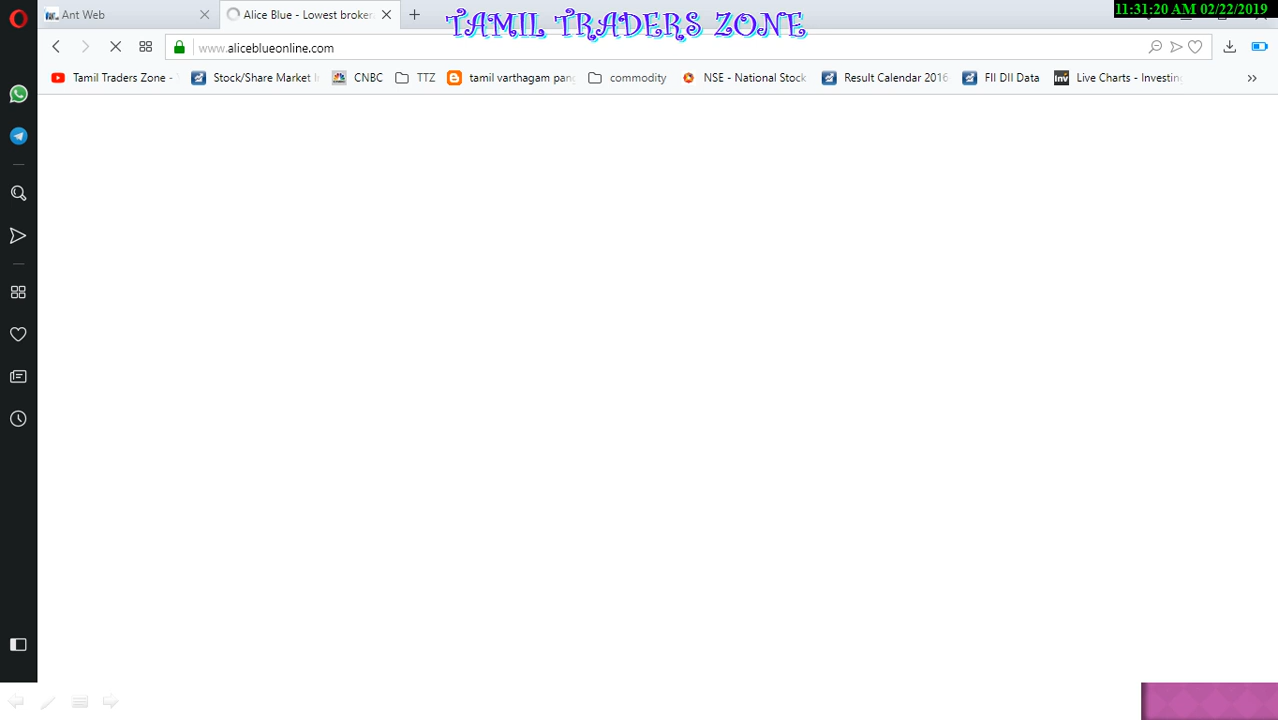 Ant Web
Alice Blue - Lowest broker
TAMIL TRADERS ZONE
11:31:20 AM 02/22/2019
www.aliceblueonline.com
Tamil Traders Zone -
Stock/Share Market I
CNBC
TTZ
tamil varthagam pang
commodity
NSE - National Stock
Result Calendar 2016
FII DII Data
Inv
Live Charts - Investing